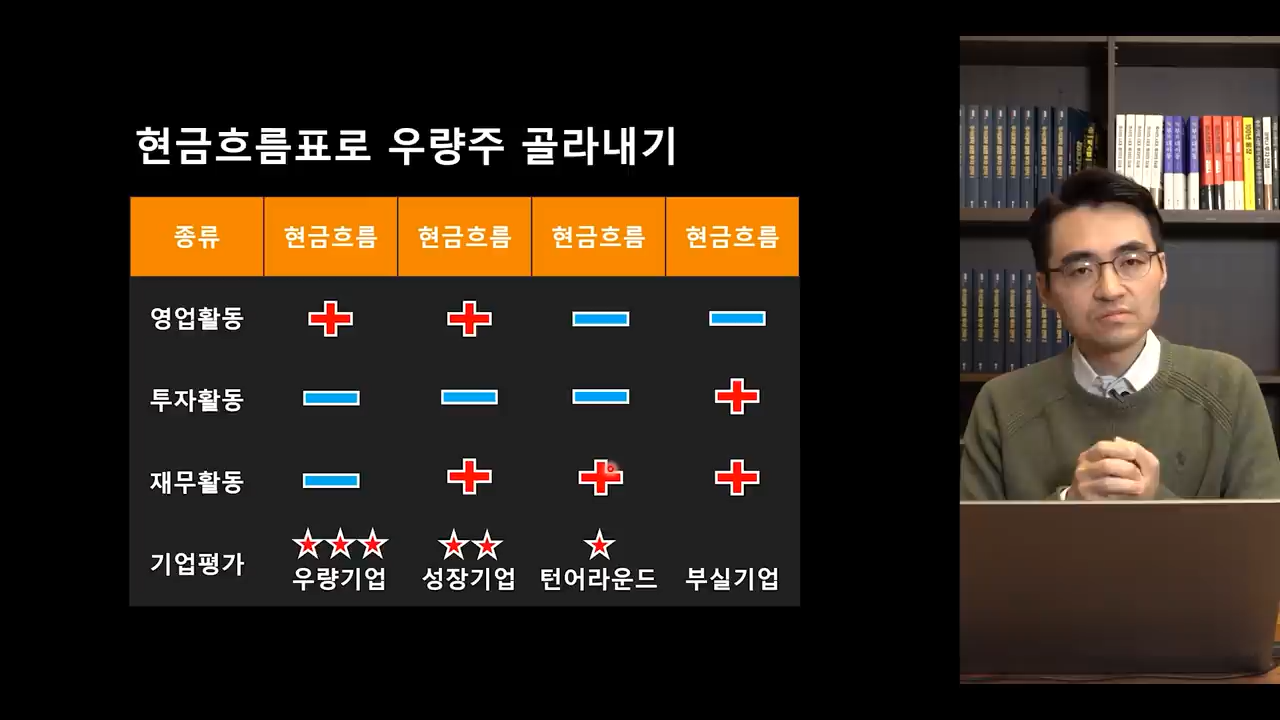 현금흐름표로 우량주 골라내기
종류 현금흐름 현금흐름 현금흐름 현금흐름
영업활동 + + − −
투자활동 − − − +
재무활동 − + + +
기업평가 ★★★ 우량기업 ★★ 성장기업 ★ 턴어라운드 부실기업